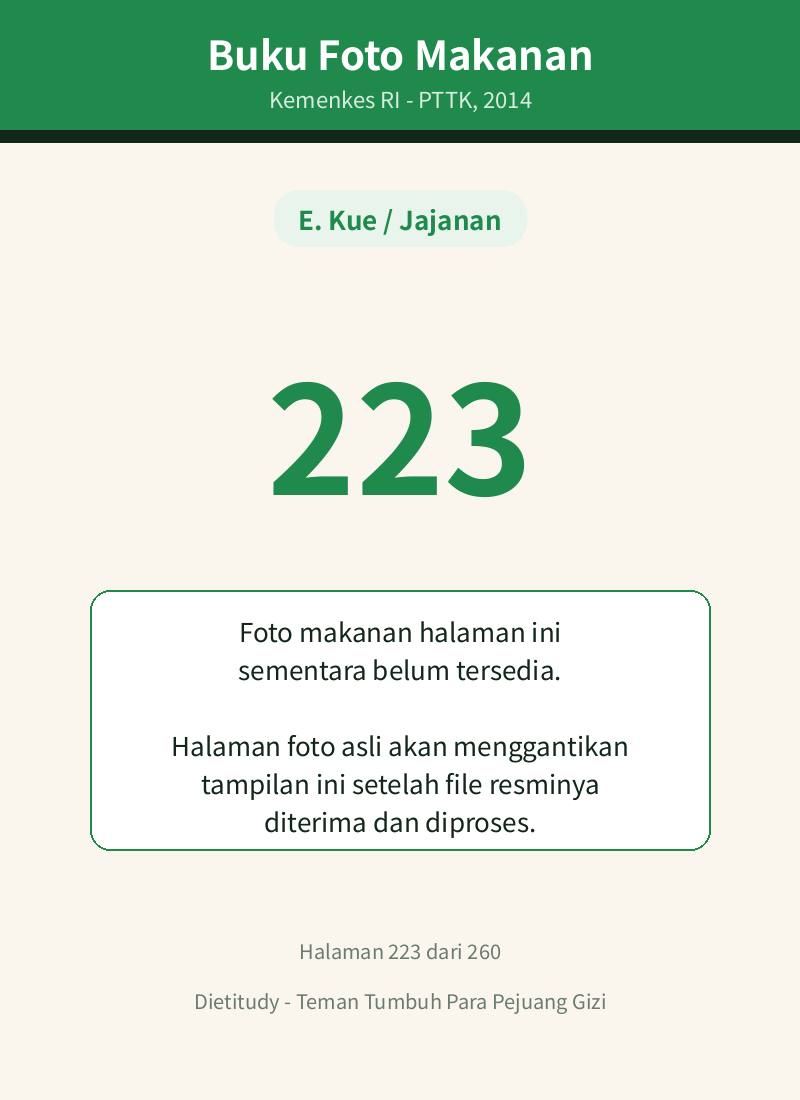 Buku Foto Makanan
Kemenkes RI - PTTK, 2014
E. Kue / Jajanan
223
Foto makanan halaman ini
sementara belum tersedia.
Halaman foto asli akan menggantikan
tampilan ini setelah file resminya
diterima dan diproses.
Halaman 223 dari 260
Dietitudy - Teman Tumbuh Para Pejuang Gizi